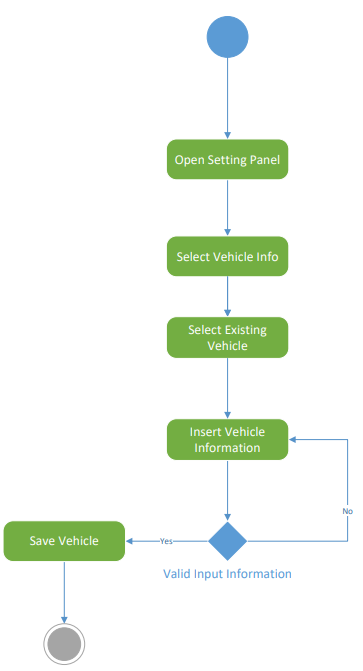 Open Setting Panel
Select Vehicle Info
Select Existing
Vehicle
Insert Vehicle
Information
No
Save Vehicle
Yes
Valid Input Information